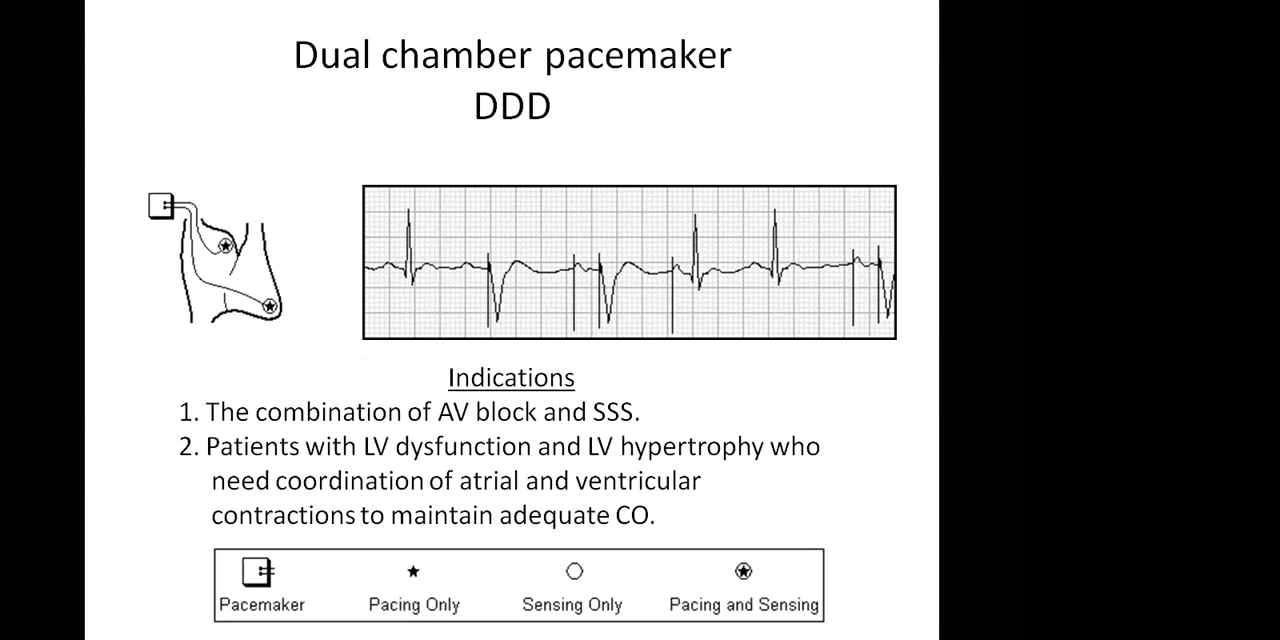 Dual chamber pacemaker
DDD
Indications
1. The combination of AV block and SSS.
2. Patients with LV dysfunction and LV hypertrophy who
need coordination of atrial and ventricular
contractions to maintain adequate CO.
Pacemaker
Pacing Only
Sensing Only
Pacing and Sensing